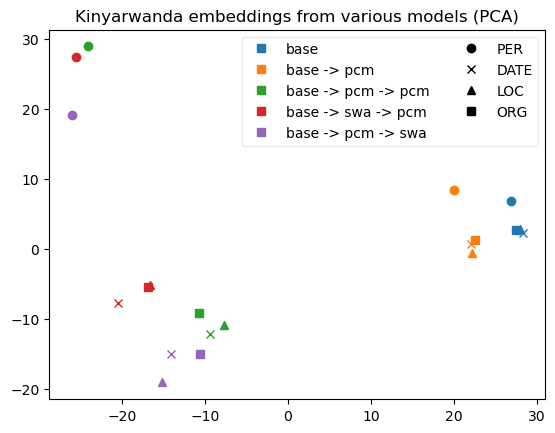 Kinyarwanda embeddings from various models (PCA)
30
20
10
0
−10
−20
base
base -> pcm
base -> pcm -> pcm
base -> swa -> pcm
base -> pcm -> swa
PER
DATE
LOC
ORG
−20
−10
0
10
20
30